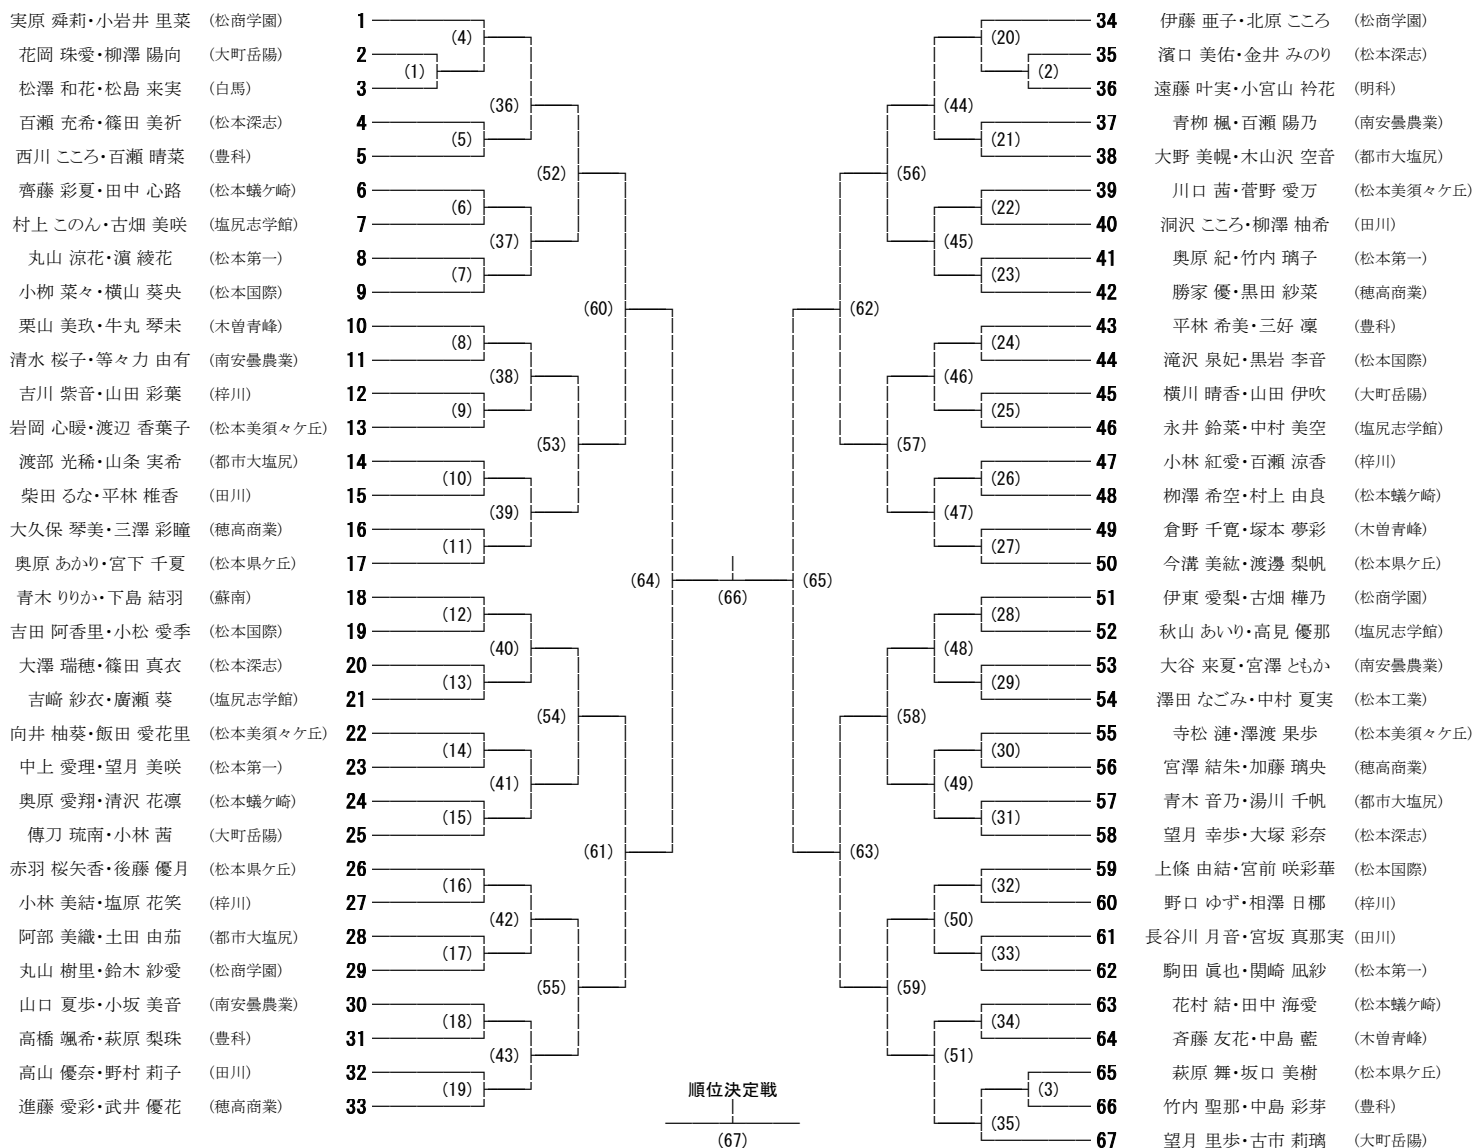 実原 舜莉・小岩井 里菜 (松商学園) 1
花岡 珠愛・柳澤 陽向 (大町岳陽) 2
松澤 和花・松島 来実 (白馬) 3
百瀬 充希・篠田 美祈 (松本深志) 4
西川 こころ・百瀬 晴菜 (豊科) 5
齊藤 彩夏・田中 心路 (松本蟻ケ崎) 6
村上 このん・古畑 美咲 (塩尻志学館) 7
丸山 涼花・濵 綾花 (松本第一) 8
小栁 菜々・横山 葵央 (松本国際) 9
栗山 美玖・牛丸 琴未 (木曽青峰) 10
清水 桜子・等々力 由有 (南安曇農業) 11
吉川 紫音・山田 彩葉 (梓川) 12
岩岡 心暖・渡辺 香葉子 (松本美須々ケ丘) 13
渡部 光稀・山条 実希 (都市大塩尻) 14
柴田 るな・平林 椎香 (田川) 15
大久保 琴美・三澤 彩瞳 (穂高商業) 16
奥原 あかり・宮下 千夏 (松本県ケ丘) 17
青木 りりか・下島 結羽 (蘇南) 18
吉田 阿香里・小松 愛季 (松本国際) 19
大澤 瑞穂・篠田 真衣 (松本深志) 20
吉﨑 紗衣・廣瀬 葵 (塩尻志学館) 21
向井 柚葵・飯田 愛花里 (松本美須々ケ丘) 22
中上 愛理・望月 美咲 (松本第一) 23
奥原 愛翔・清沢 花凛 (松本蟻ケ崎) 24
傳刀 琉南・小林 茜 (大町岳陽) 25
赤羽 桜矢香・後藤 優月 (松本県ケ丘) 26
小林 美結・塩原 花笑 (梓川) 27
阿部 美織・土田 由茄 (都市大塩尻) 28
丸山 樹里・鈴木 紗愛 (松商学園) 29
山口 夏歩・小坂 美音 (南安曇農業) 30
高橋 颯希・萩原 梨珠 (豊科) 31
高山 優奈・野村 莉子 (田川) 32
進藤 愛彩・武井 優花 (穂高商業) 33
(1)
(4)
(5)
(6)
(7)
(8)
(9)
(10)
(11)
(12)
(13)
(14)
(15)
(16)
(17)
(18)
(19)
(36)
(37)
(38)
(39)
(40)
(41)
(42)
(43)
(52)
(53)
(54)
(55)
(60)
(61)
(64)
(66)
順位決定戦
(67)
(65)
(62)
(63)
(56)
(57)
(58)
(59)
(44)
(45)
(46)
(47)
(48)
(49)
(50)
(51)
(20)
(21)
(22)
(23)
(24)
(25)
(26)
(27)
(28)
(29)
(30)
(31)
(32)
(33)
(34)
(35)
(2)
(3)
34 伊藤 亜子・北原 こころ (松商学園)
35 濱口 美佑・金井 みのり (松本深志)
36 遠藤 叶実・小宮山 衿花 (明科)
37 青栁 楓・百瀬 陽乃 (南安曇農業)
38 大野 美幌・木山沢 空音 (都市大塩尻)
39 川口 茜・菅野 愛万 (松本美須々ケ丘)
40 洞沢 こころ・柳澤 柚希 (田川)
41 奥原 紀・竹内 璃子 (松本第一)
42 勝家 優・黒田 紗菜 (穂高商業)
43 平林 希美・三好 凜 (豊科)
44 滝沢 泉妃・黒岩 李音 (松本国際)
45 横川 晴香・山田 伊吹 (大町岳陽)
46 永井 鈴菜・中村 美空 (塩尻志学館)
47 小林 紅愛・百瀬 涼香 (梓川)
48 栁澤 希空・村上 由良 (松本蟻ケ崎)
49 倉野 千寛・塚本 夢彩 (木曽青峰)
50 今溝 美紘・渡邊 梨帆 (松本県ケ丘)
51 伊東 愛梨・古畑 樺乃 (松商学園)
52 秋山 あいり・高見 優那 (塩尻志学館)
53 大谷 来夏・宮澤 ともか (南安曇農業)
54 澤田 なごみ・中村 夏実 (松本工業)
55 寺松 漣・澤渡 果歩 (松本美須々ケ丘)
56 宮澤 結朱・加藤 璃央 (穂高商業)
57 青木 音乃・湯川 千帆 (都市大塩尻)
58 望月 幸歩・大塚 彩奈 (松本深志)
59 上條 由結・宮前 咲彩華 (松本国際)
60 野口 ゆず・相澤 日梛 (梓川)
61 長谷川 月音・宮坂 真那実 (田川)
62 駒田 眞也・関崎 凪紗 (松本第一)
63 花村 結・田中 海愛 (松本蟻ケ崎)
64 斉藤 友花・中島 藍 (木曽青峰)
65 萩原 舞・坂口 美樹 (松本県ケ丘)
66 竹内 聖那・中島 彩芽 (豊科)
67 望月 里歩・古市 莉璃 (大町岳陽)